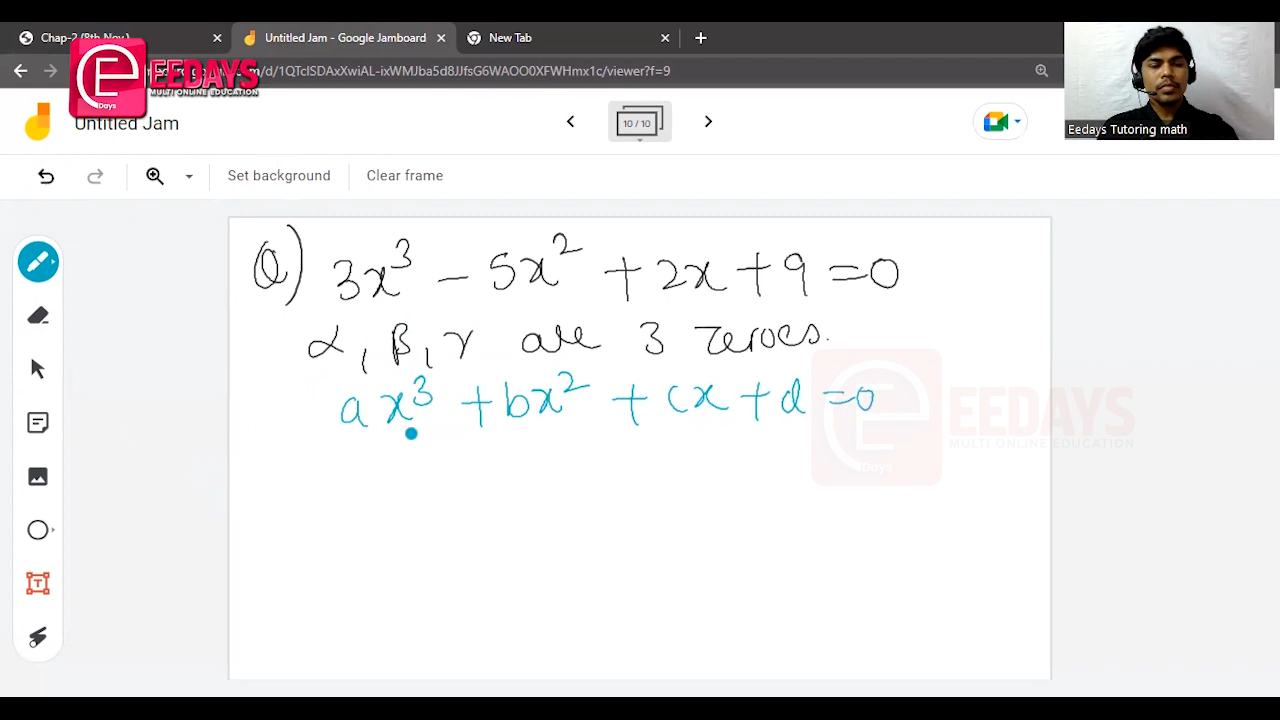 Chap-2 (8th Nov)
Untitled Jam - Google Jamboard
New Tab
/d/1QTclSDAxXwiAL-ixWMJba5d8JJfsG6WAOO0XFWHmx1c/viewer?f=9
EEDAYS
MULTI ONLINE EDUCATION
Days
Untitled Jam
10 / 10
Eedays Tutoring math
Set background
Clear frame
Q) 3x³ - 5x² + 2x + 9 = 0
α, β, γ are 3 zeroes.
ax³ + bx² + cx + d = 0
EEDAYS
MULTI ONLINE EDUCATION
Days
T